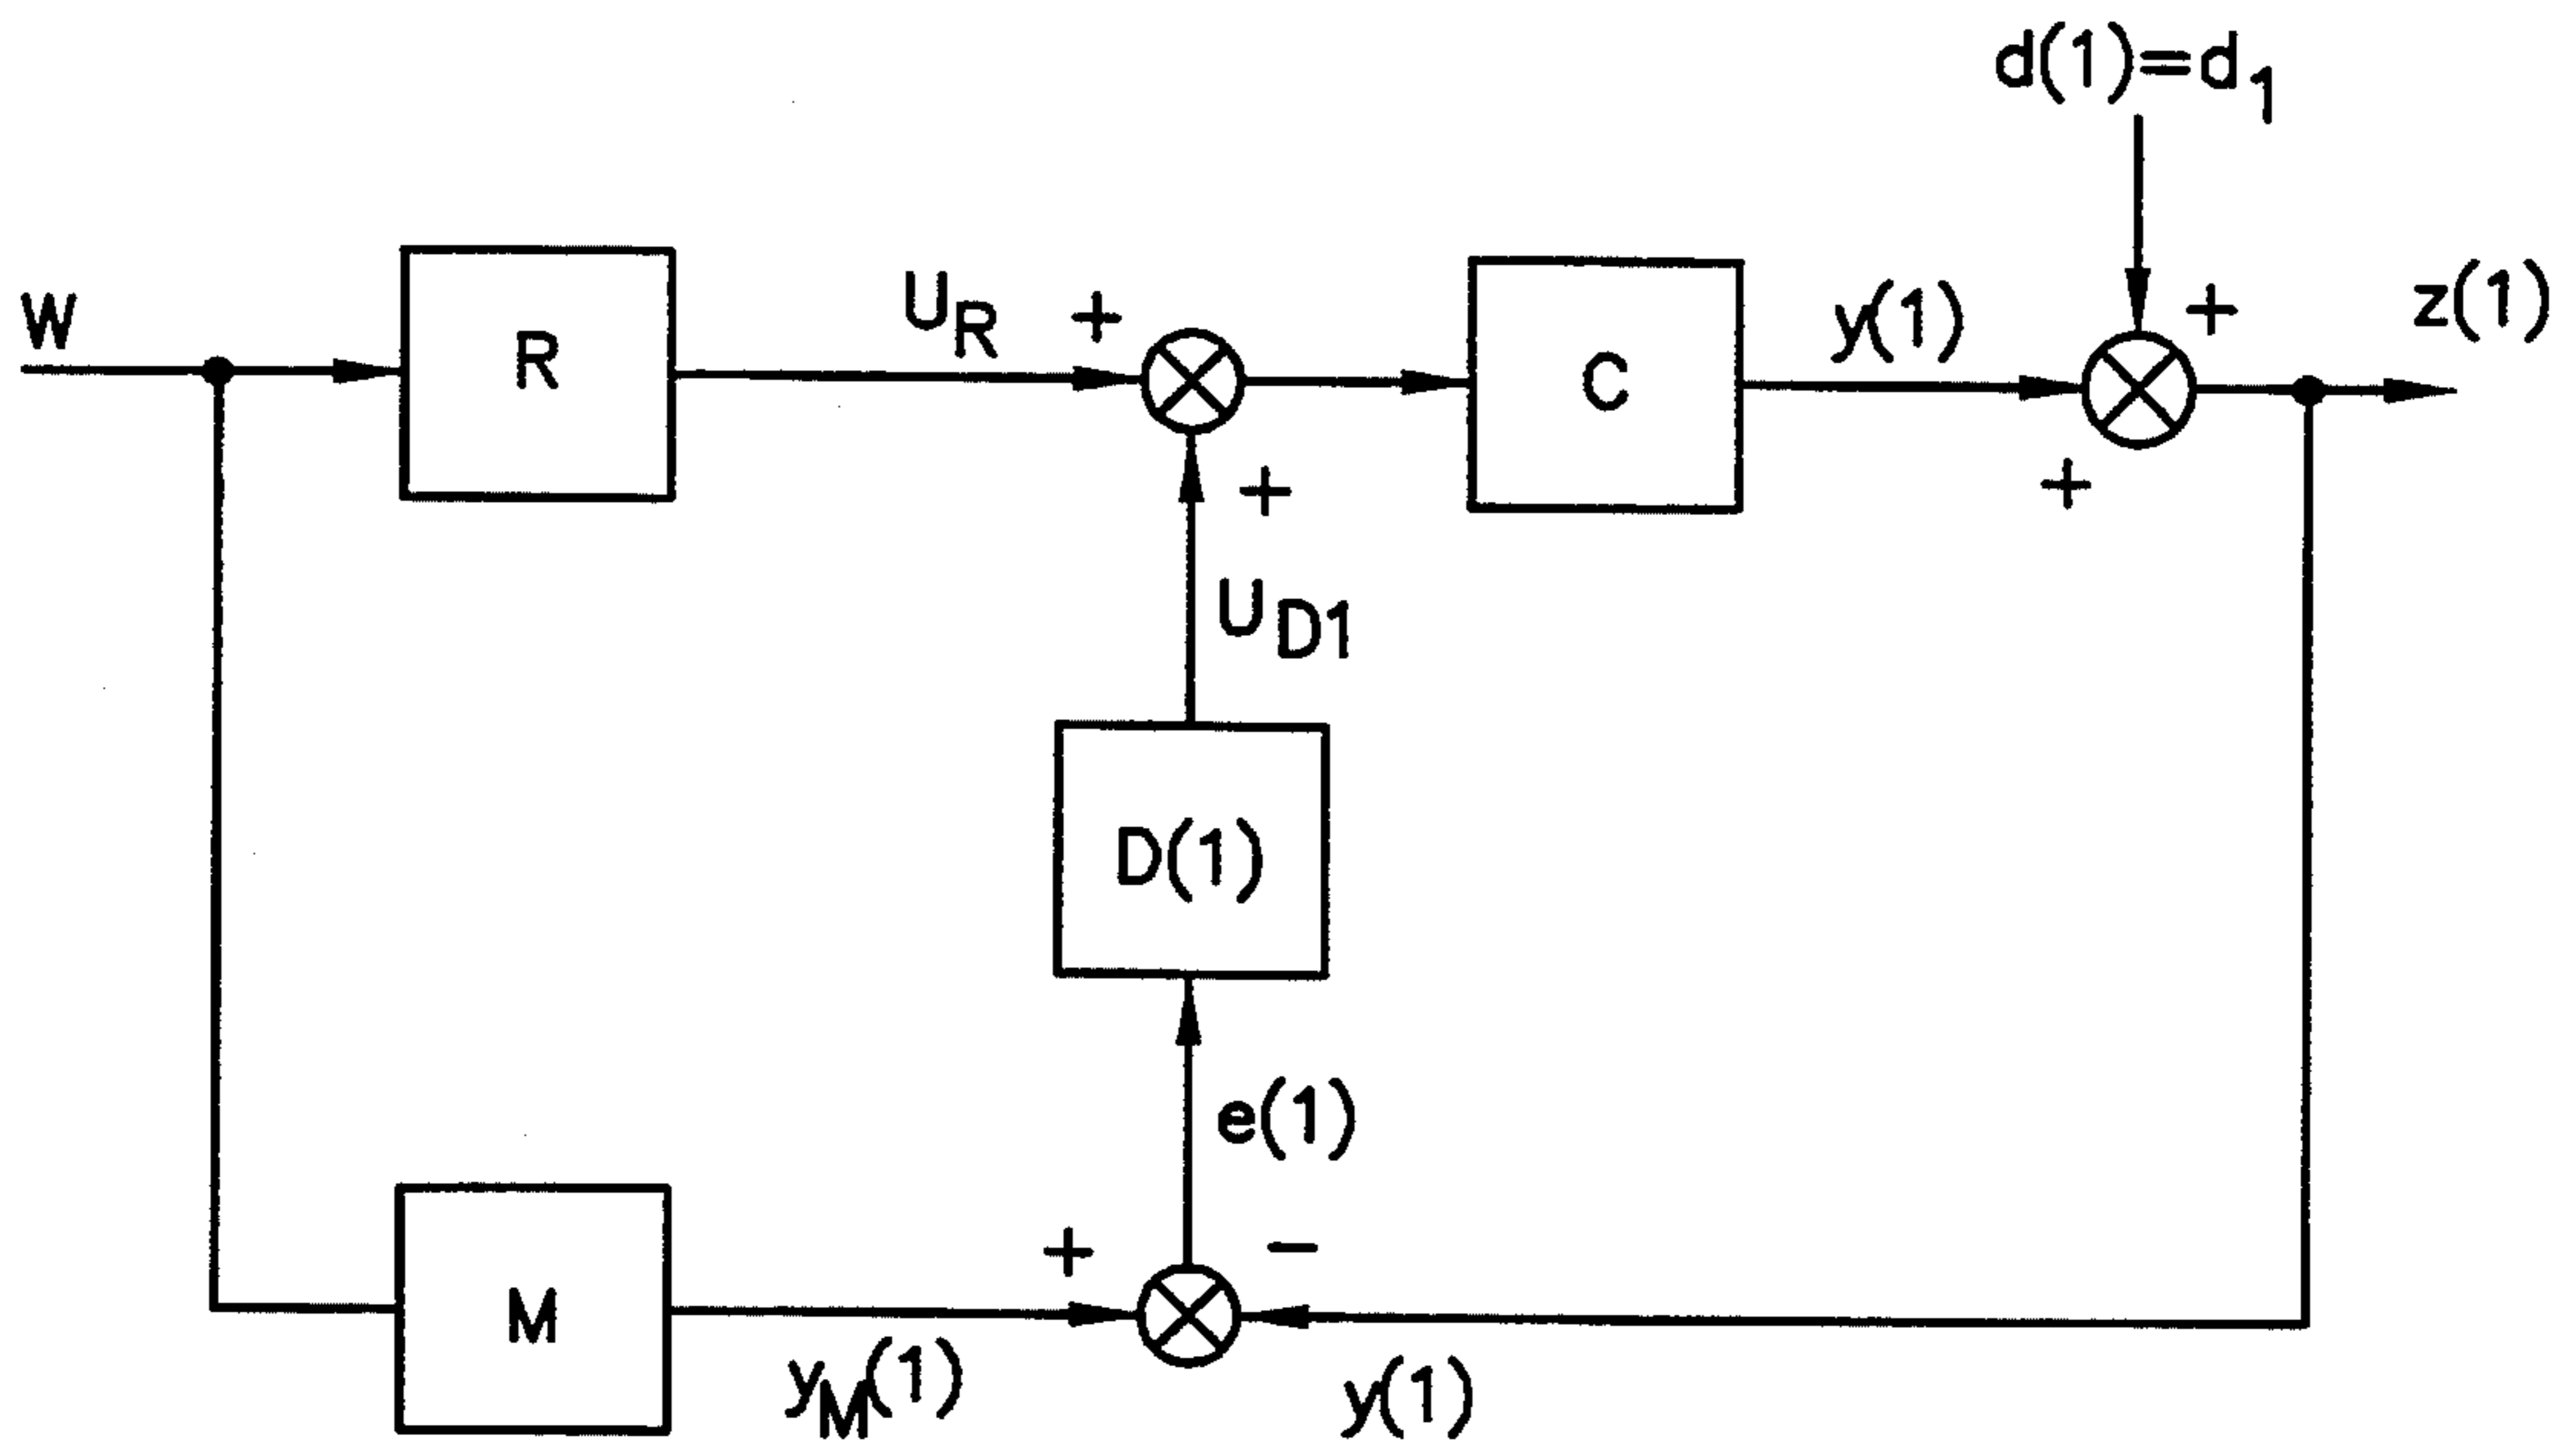 d(1)=d1
W
R
UR
+
C
y(1)
+
z(1)
+
+
UD1
D(1)
e(1)
+
−
M
yM(1)
y(1)